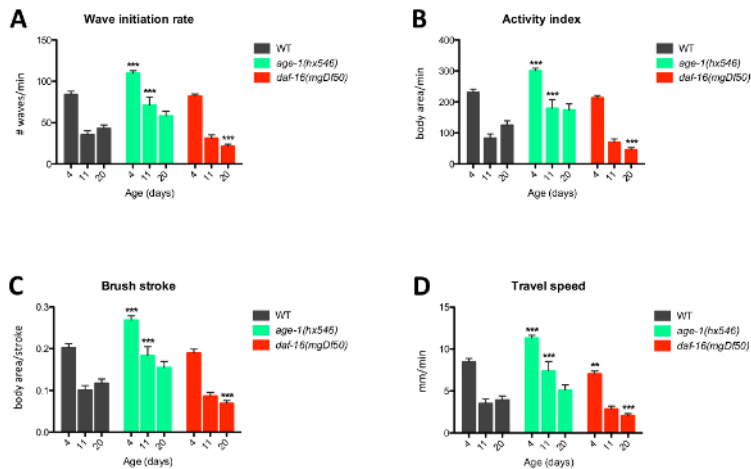 A Wave initiation rate
# waves/min
150
100
50
0
***
***
***
4 11 20 4 11 20 4 11 20
Age (days)
WT
age-1(hx546)
daf-16(mgDf50)
B Activity index
body area/min
400
300
200
100
0
***
***
***
4 11 20 4 11 20 4 11 20
Age (days)
WT
age-1(hx546)
daf-16(mgDf50)
C Brush stroke
body area/stroke
0.3
0.2
0.1
0.0
***
***
***
4 11 20 4 11 20 4 11 20
Age (days)
WT
age-1(hx546)
daf-16(mgDf50)
D Travel speed
mm/min
15
10
5
0
***
***
**
***
4 11 20 4 11 20 4 11 20
Age (days)
WT
age-1(hx546)
daf-16(mgDf50)